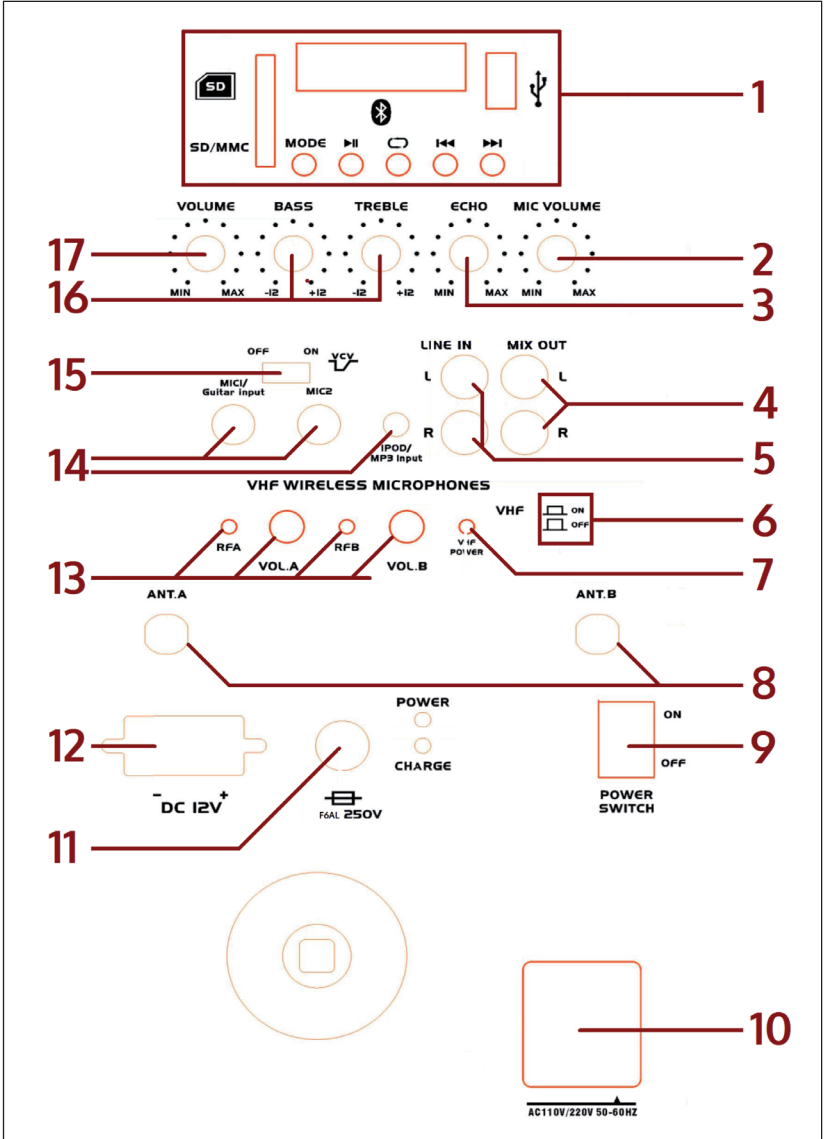 SD
1
SD/MMC
MODE
VOLUME BASS TREBLE ECHO MIC VOLUME
17
2
16
MIN MAX -12 +12 -12 +12 MIN MAX MIN MAX
3
OFF ON VCV
LINE IN MIX OUT
15
MIC1/
Guitar input
MIC2
L L
4
14
IPOD/
MP3 Input
R R
5
VHF WIRELESS MICROPHONES
VHF ON
OFF
6
RFA RFB VHF
POWER
13
VOL.A VOL.B
7
ANT.A ANT.B
8
POWER
ON
12
9
CHARGE
OFF
- DC 12V +
F6AL 250V
POWER
SWITCH
11
10
AC110V/220V 50-60HZ